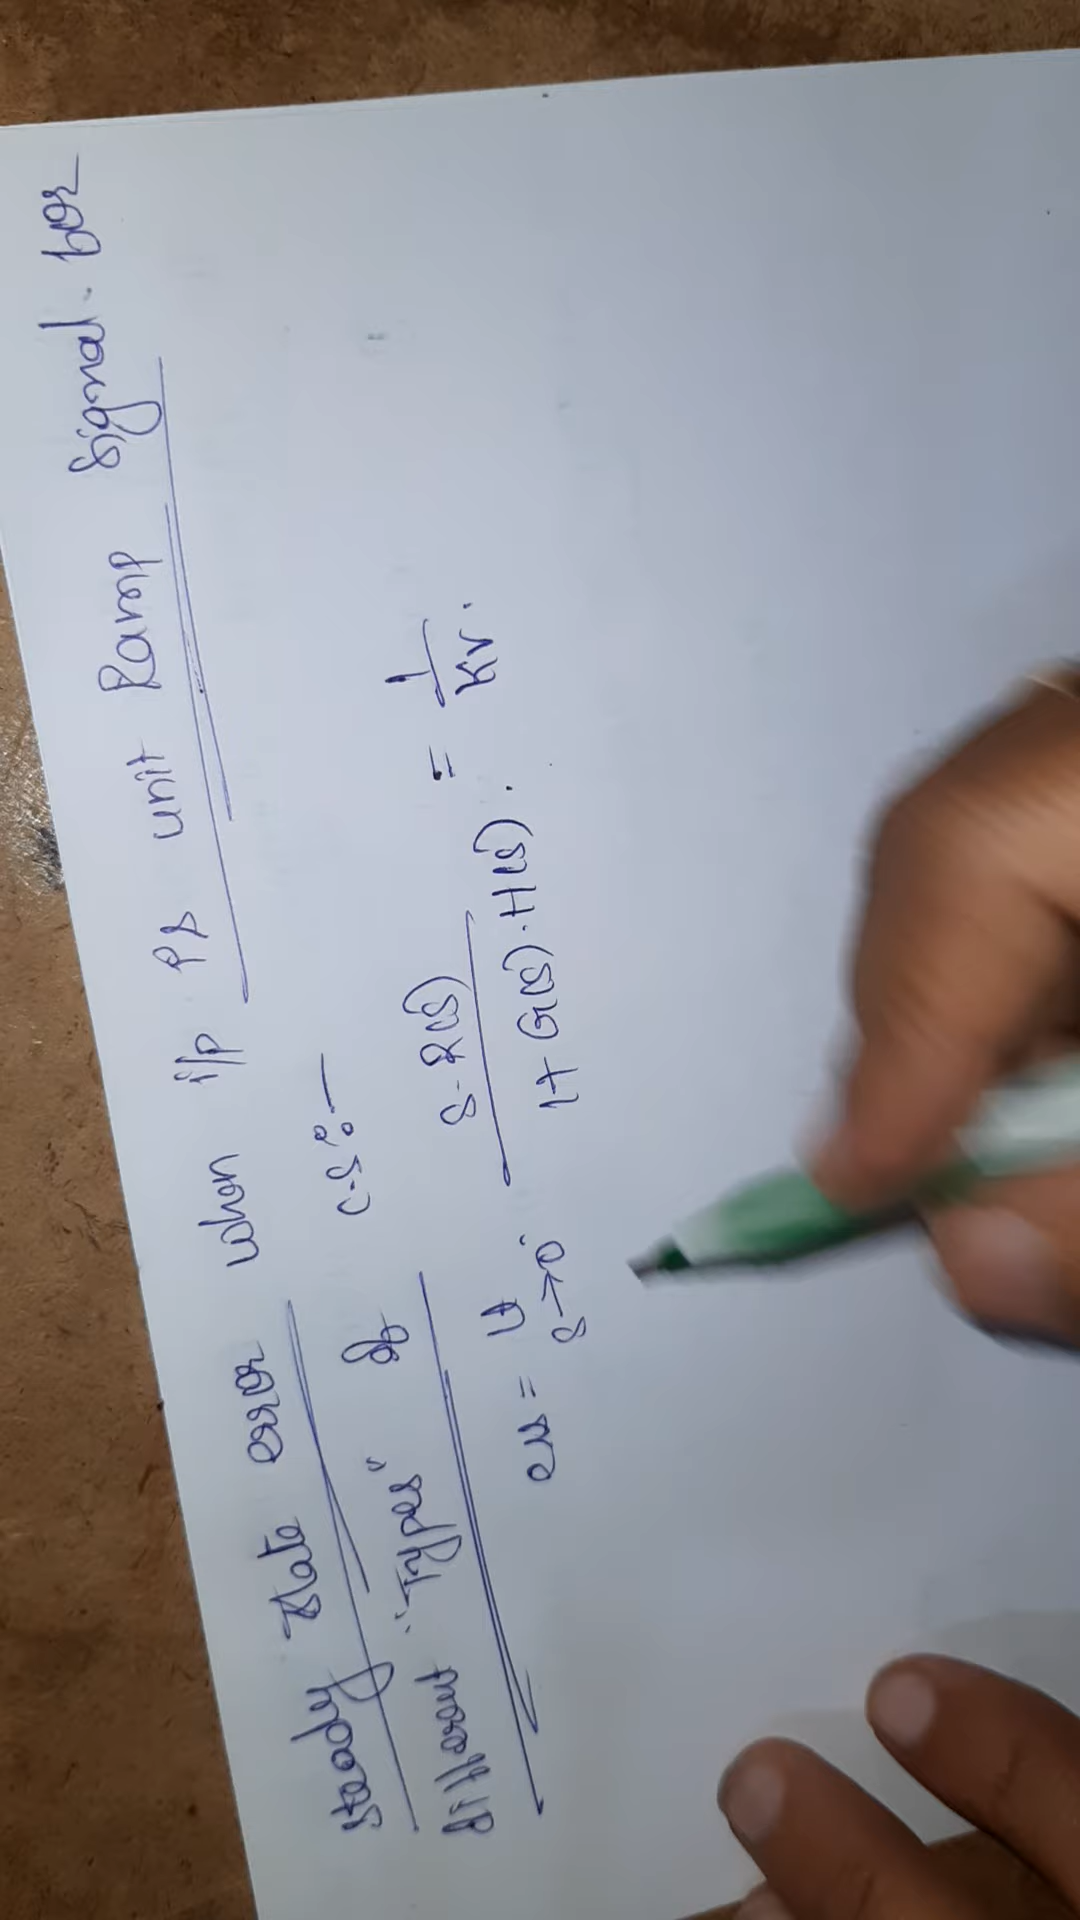 Steady State error when i/p is unit Ramp signal. for
different "Types" of C.S:-
ess = lt s→0 s.R(s) / 1+ G(s).H(s). = 1/Kv.